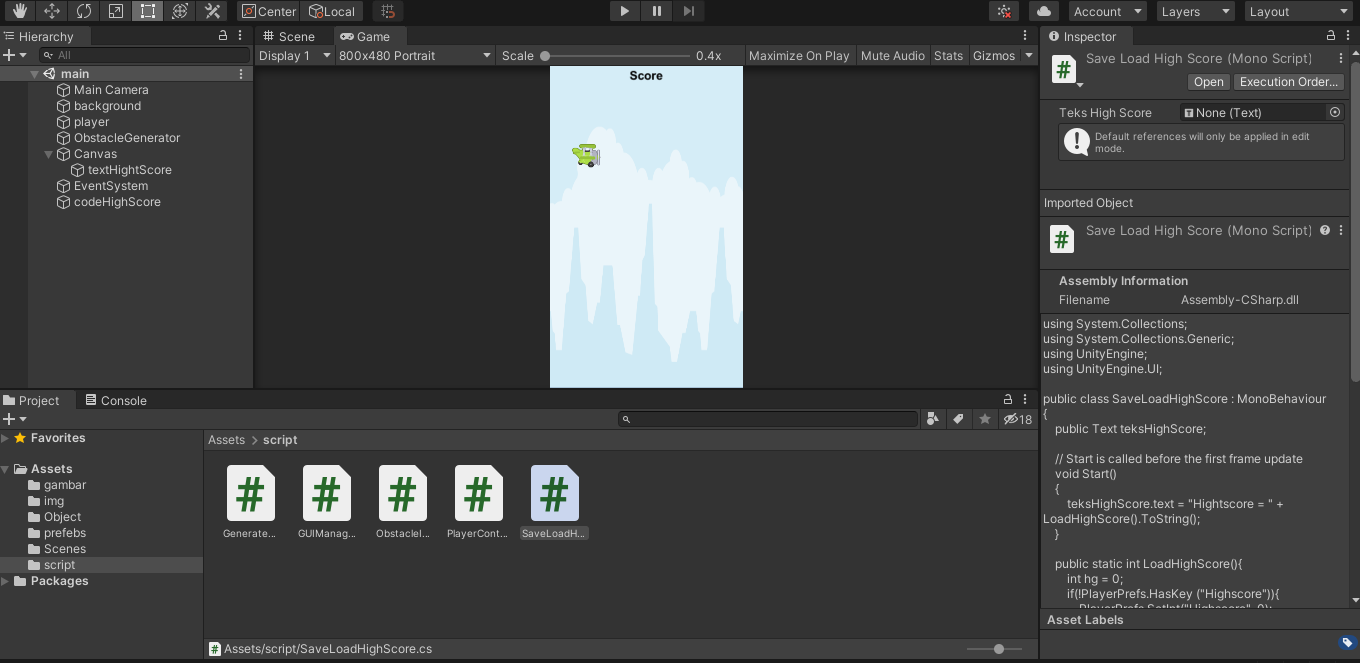 Center
Local
Account
Layers
Layout
Hierarchy
All
main
Main Camera
background
player
ObstacleGenerator
Canvas
textHightScore
EventSystem
codeHighScore
Scene
Game
Display 1
800x480 Portrait
Scale
0.4x
Maximize On Play
Mute Audio
Stats
Gizmos
Score
Inspector
Save Load High Score (Mono Script)
Open
Execution Order...
Teks High Score
None (Text)
Default references will only be applied in edit
mode.
Imported Object
Save Load High Score (Mono Script)
Assembly Information
Filename
Assembly-CSharp.dll
using System.Collections;
using System.Collections.Generic;
using UnityEngine;
using UnityEngine.UI;
public class SaveLoadHighScore : MonoBehaviour
{
public Text teksHighScore;
// Start is called before the first frame update
void Start()
{
teksHighScore.text = "Hightscore = " +
LoadHighScore().ToString();
}
public static int LoadHighScore(){
int hg = 0;
if(!PlayerPrefs.HasKey ("Highscore")){
PlayerPrefs.SetInt("Highscore", 0);
Asset Labels
Project
Console
18
Favorites
Assets
gambar
img
Object
prefebs
Scenes
script
Packages
Assets > script
Generate...
GUIManag...
ObstacleI...
PlayerCont...
SaveLoadH...
Assets/script/SaveLoadHighScore.cs